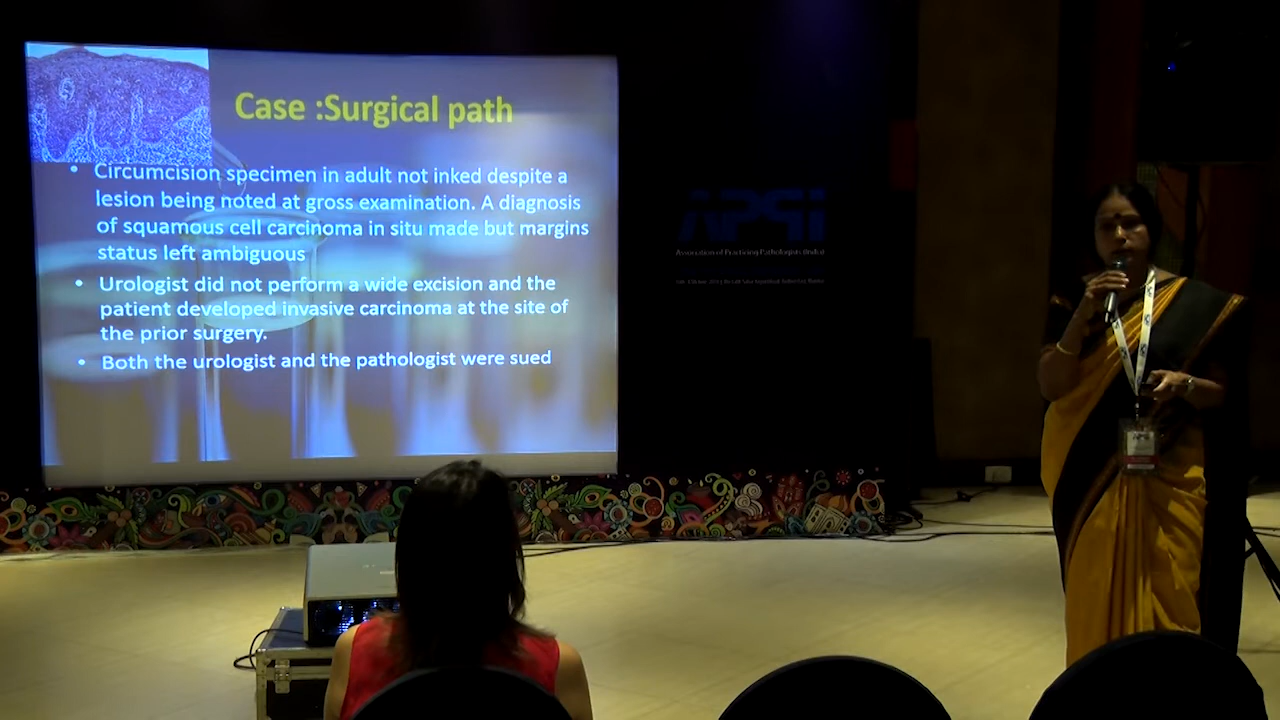 Case :Surgical path
• Circumcision specimen in adult not inked despite a
lesion being noted at gross examination. A diagnosis
of squamous cell carcinoma in situ made but margins
status left ambiguous
• Urologist did not perform a wide excision and the
patient developed invasive carcinoma at the site of
the prior surgery.
• Both the urologist and the pathologist were sued
APPI
Association of Practicing Pathologists (India)